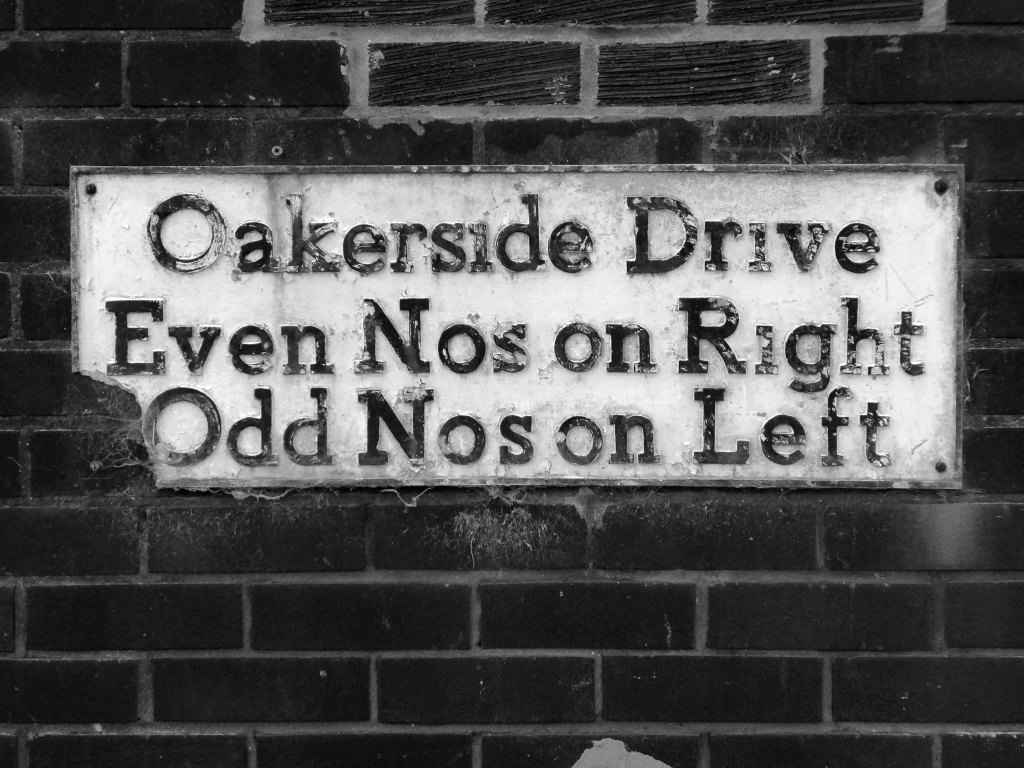 Oakerside Drive
Even Nos on Right
Odd Nos on Left